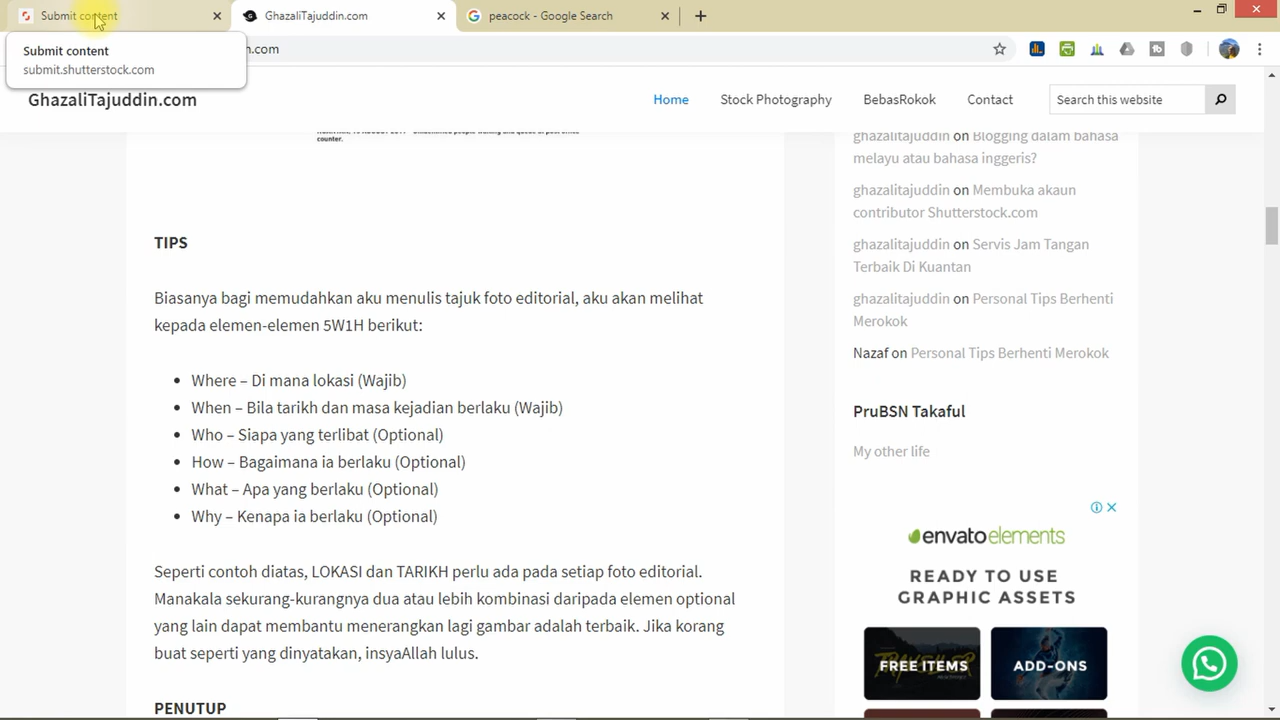 Submit content
GhazaliTajuddin.com
peacock - Google Search
Submit content
submit.shutterstock.com
h.com
GhazaliTajuddin.com
Home
Stock Photography
BebasRokok
Contact
Search this website
counter.
TIPS
Biasanya bagi memudahkan aku menulis tajuk foto editorial, aku akan melihat
kepada elemen-elemen 5W1H berikut:
• Where – Di mana lokasi (Wajib)
• When – Bila tarikh dan masa kejadian berlaku (Wajib)
• Who – Siapa yang terlibat (Optional)
• How – Bagaimana ia berlaku (Optional)
• What – Apa yang berlaku (Optional)
• Why – Kenapa ia berlaku (Optional)
Seperti contoh diatas, LOKASI dan TARIKH perlu ada pada setiap foto editorial.
Manakala sekurang-kurangnya dua atau lebih kombinasi daripada elemen optional
yang lain dapat membantu menerangkan lagi gambar adalah terbaik. Jika korang
buat seperti yang dinyatakan, insyaAllah lulus.
PENUTUP
ghazalitajuddin on Blogging dalam bahasa
melayu atau bahasa inggeris?
ghazalitajuddin on Membuka akaun
contributor Shutterstock.com
ghazalitajuddin on Servis Jam Tangan
Terbaik Di Kuantan
ghazalitajuddin on Personal Tips Berhenti
Merokok
Nazaf on Personal Tips Berhenti Merokok
PruBSN Takaful
My other life
envato elements
READY TO USE
GRAPHIC ASSETS
FREE ITEMS
ADD-ONS